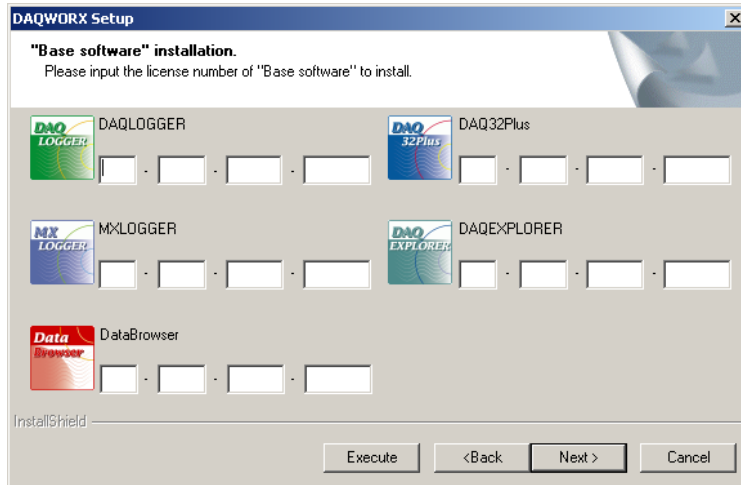 DAQWORX Setup
"Base software" installation.
Please input the license number of "Base software" to install.
DAQ LOGGER
DAQLOGGER
DAQ 32Plus
DAQ32Plus
- - -
- - -
MX LOGGER
MXLOGGER
DAQ EXPLORER
DAQEXPLORER
- - -
- - -
Data Browser
DataBrowser
- - -
InstallShield
Execute
<Back
Next >
Cancel